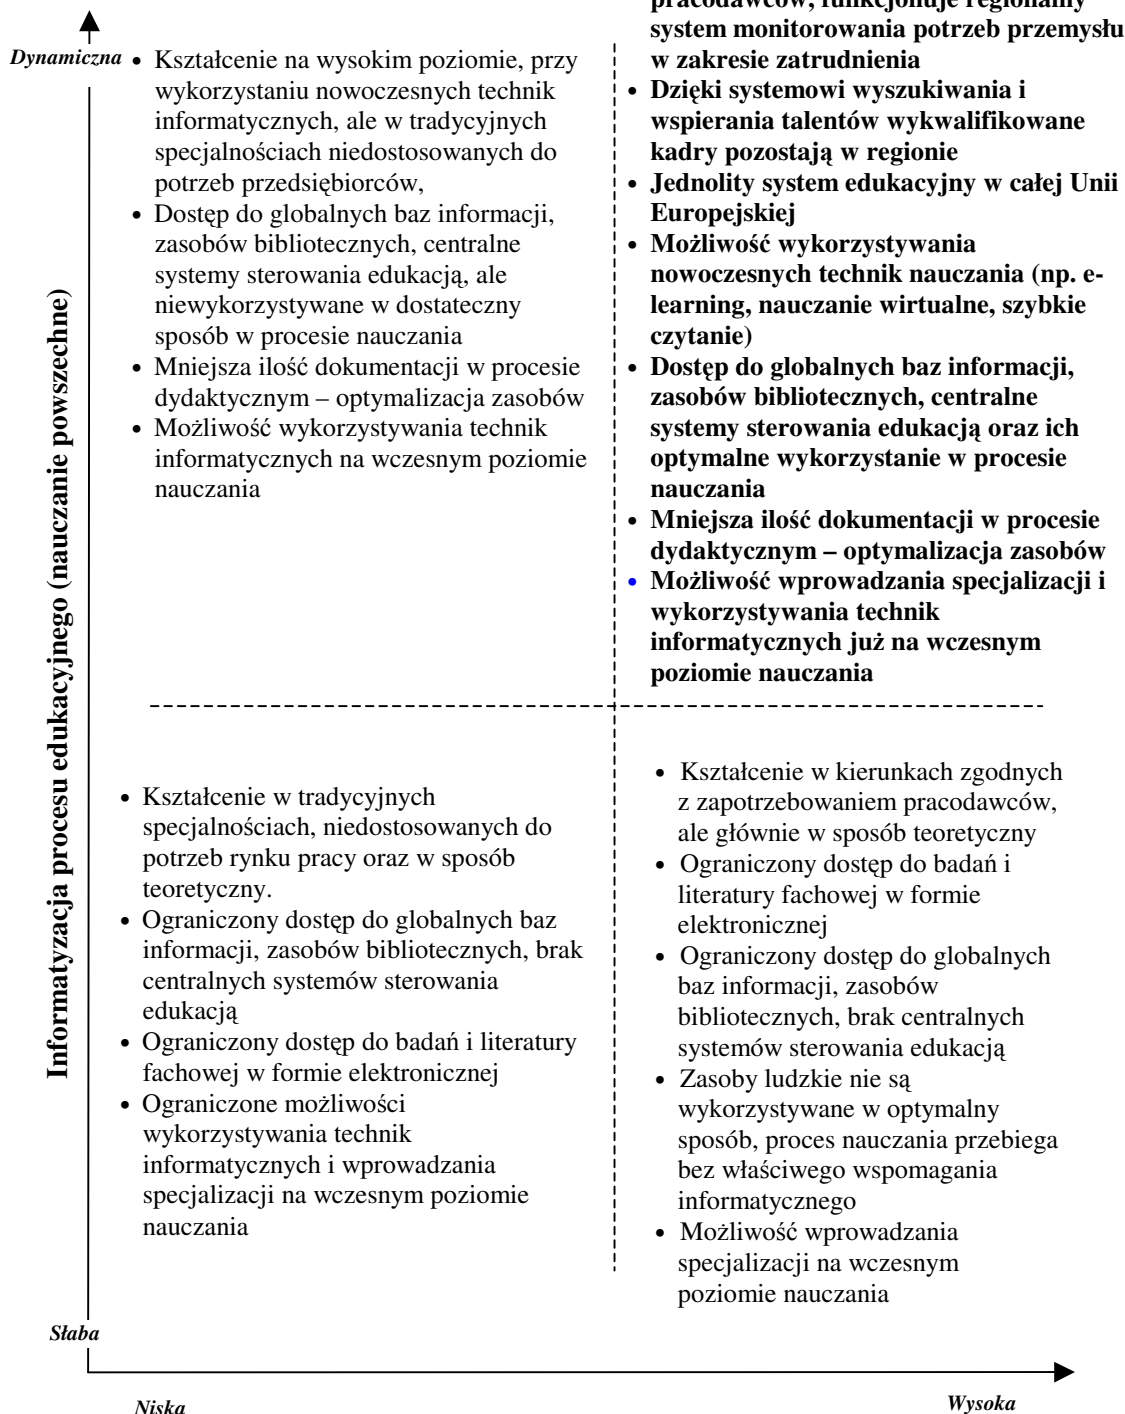 pracodawców, funkcjonuje regionalny
system monitorowania potrzeb przemysłu
w zakresie zatrudnienia
• Dzięki systemowi wyszukiwania i
wspierania talentów wykwalifikowane
kadry pozostają w regionie
• Jednolity system edukacyjny w całej Unii
Europejskiej
• Możliwość wykorzystywania
nowoczesnych technik nauczania (np. e-
learning, nauczanie wirtualne, szybkie
czytanie)
• Dostęp do globalnych baz informacji,
zasobów bibliotecznych, centralne
systemy sterowania edukacją oraz ich
optymalne wykorzystanie w procesie
nauczania
• Mniejsza ilość dokumentacji w procesie
dydaktycznym – optymalizacja zasobów
• Możliwość wprowadzania specjalizacji i
wykorzystywania technik
informatycznych już na wczesnym
poziomie nauczania
Dynamiczna
• Kształcenie na wysokim poziomie, przy
wykorzystaniu nowoczesnych technik
informatycznych, ale w tradycyjnych
specjalnościach niedostosowanych do
potrzeb przedsiębiorców,
• Dostęp do globalnych baz informacji,
zasobów bibliotecznych, centralne
systemy sterowania edukacją, ale
niewykorzystywane w dostateczny
sposób w procesie nauczania
• Mniejsza ilość dokumentacji w procesie
dydaktycznym – optymalizacja zasobów
• Możliwość wykorzystywania technik
informatycznych na wczesnym poziomie
nauczania
Informatyzacja procesu edukacyjnego (nauczanie powszechne)
• Kształcenie w tradycyjnych
specjalnościach, niedostosowanych do
potrzeb rynku pracy oraz w sposób
teoretyczny.
• Ograniczony dostęp do globalnych baz
informacji, zasobów bibliotecznych, brak
centralnych systemów sterowania
edukacją
• Ograniczony dostęp do badań i literatury
fachowej w formie elektronicznej
• Ograniczone możliwości
wykorzystywania technik
informatycznych i wprowadzania
specjalizacji na wczesnym poziomie
nauczania
• Kształcenie w kierunkach zgodnych
z zapotrzebowaniem pracodawców,
ale głównie w sposób teoretyczny
• Ograniczony dostęp do badań i
literatury fachowej w formie
elektronicznej
• Ograniczony dostęp do globalnych
baz informacji, zasobów
bibliotecznych, brak centralnych
systemów sterowania edukacją
• Zasoby ludzkie nie są
wykorzystywane w optymalny
sposób, proces nauczania przebiega
bez właściwego wspomagania
informatycznego
• Możliwość wprowadzania
specjalizacji na wczesnym
poziomie nauczania
Słaba
Niska
Wysoka